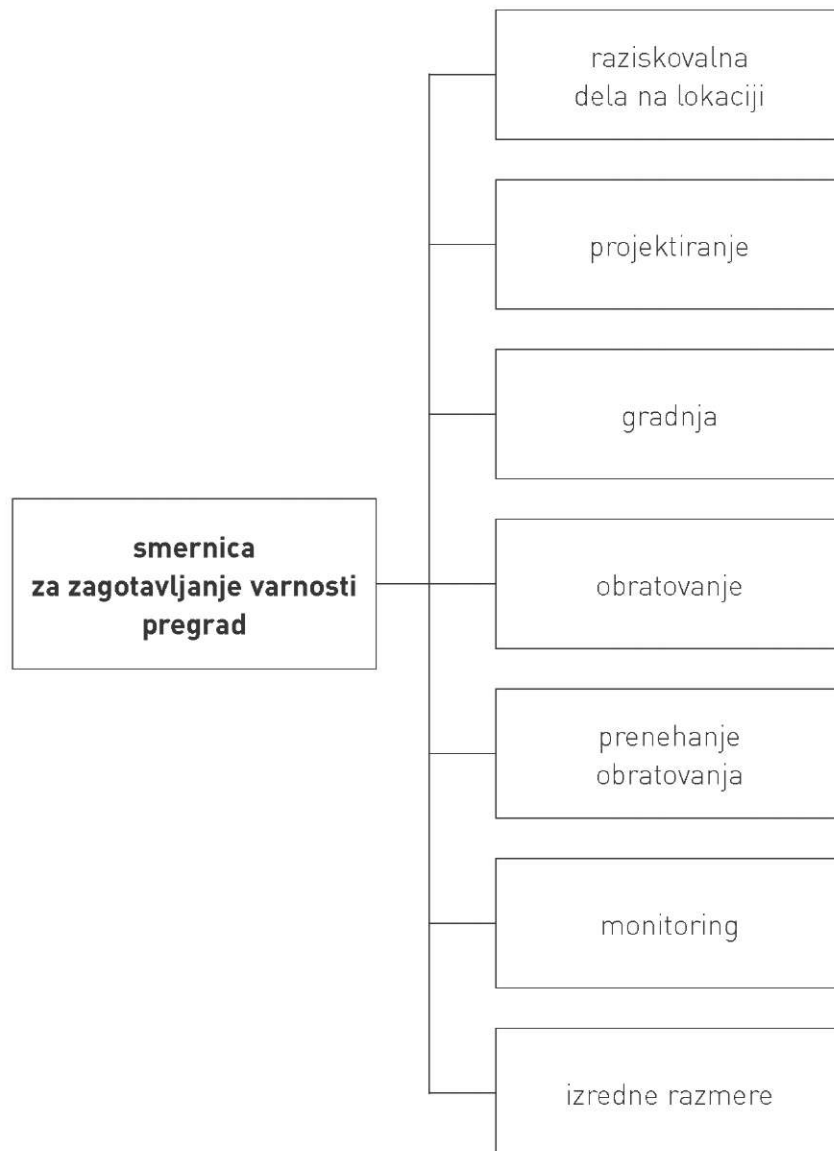 raziskovalna
dela na lokaciji
projektiranje
gradnja
smernica
za zagotavljanje varnosti
pregrad
obratovanje
prenehanje
obratovanja
monitoring
izredne razmere